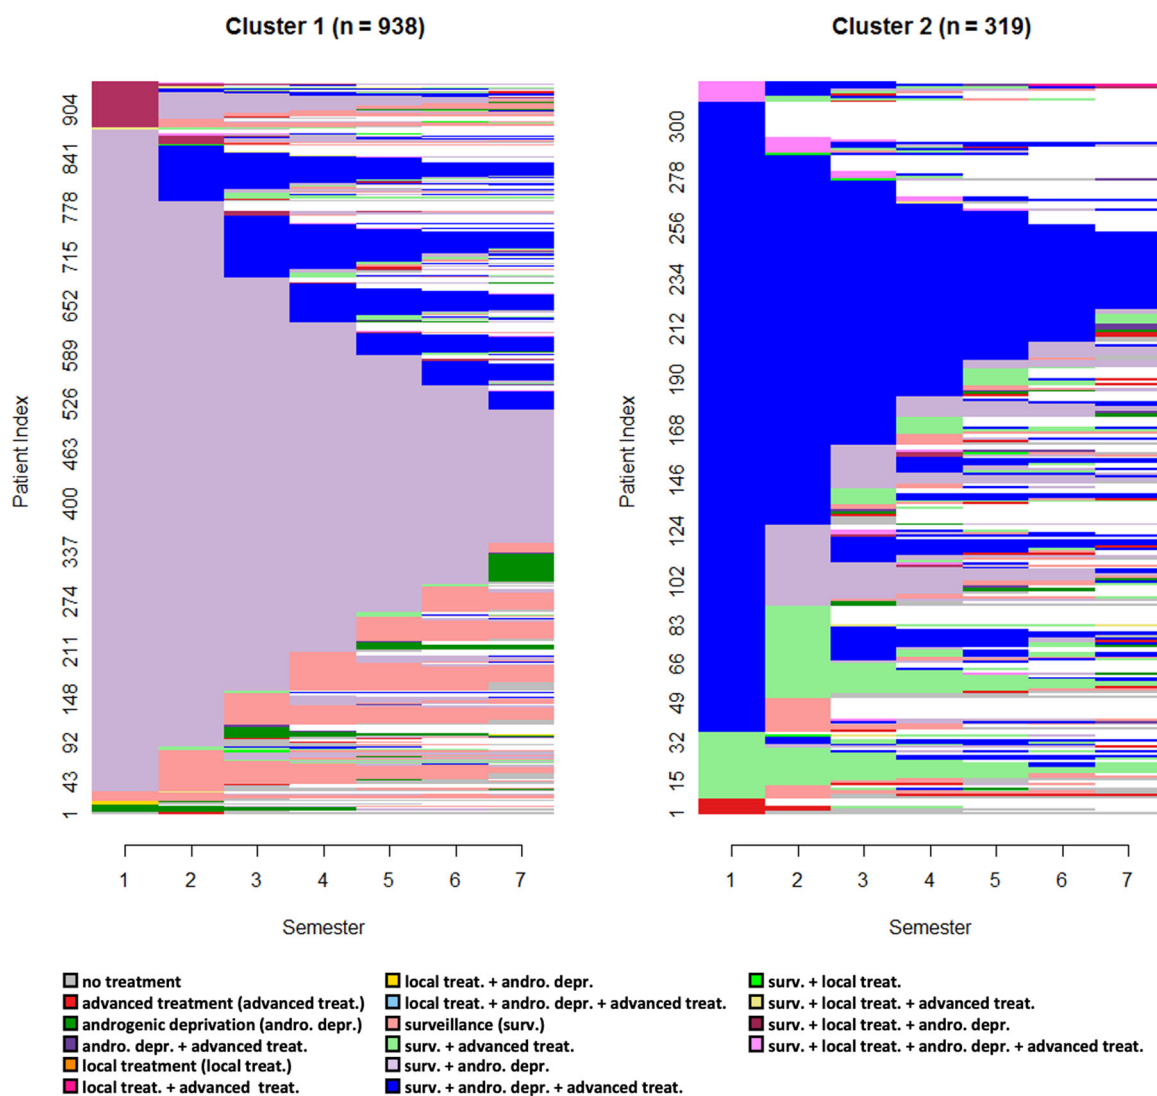 Cluster 1 (n = 938)
Cluster 2 (n = 319)
Patient Index
904
841
778
715
652
589
526
463
400
337
274
211
148
92
43
1
1 2 3 4 5 6 7
Semester
Patient Index
300
278
256
234
212
190
168
146
124
102
83
66
49
32
15
1
1 2 3 4 5 6 7
Semester
no treatment
advanced treatment (advanced treat.)
androgenic deprivation (andro. depr.)
andro. depr. + advanced treat.
local treatment (local treat.)
local treat. + advanced treat.
local treat. + andro. depr.
local treat. + andro. depr. + advanced treat.
surveillance (surv.)
surv. + advanced treat.
surv. + andro. depr.
surv. + andro. depr. + advanced treat.
surv. + local treat.
surv. + local treat. + advanced treat.
surv. + local treat. + andro. depr.
surv. + local treat. + andro. depr. + advanced treat.